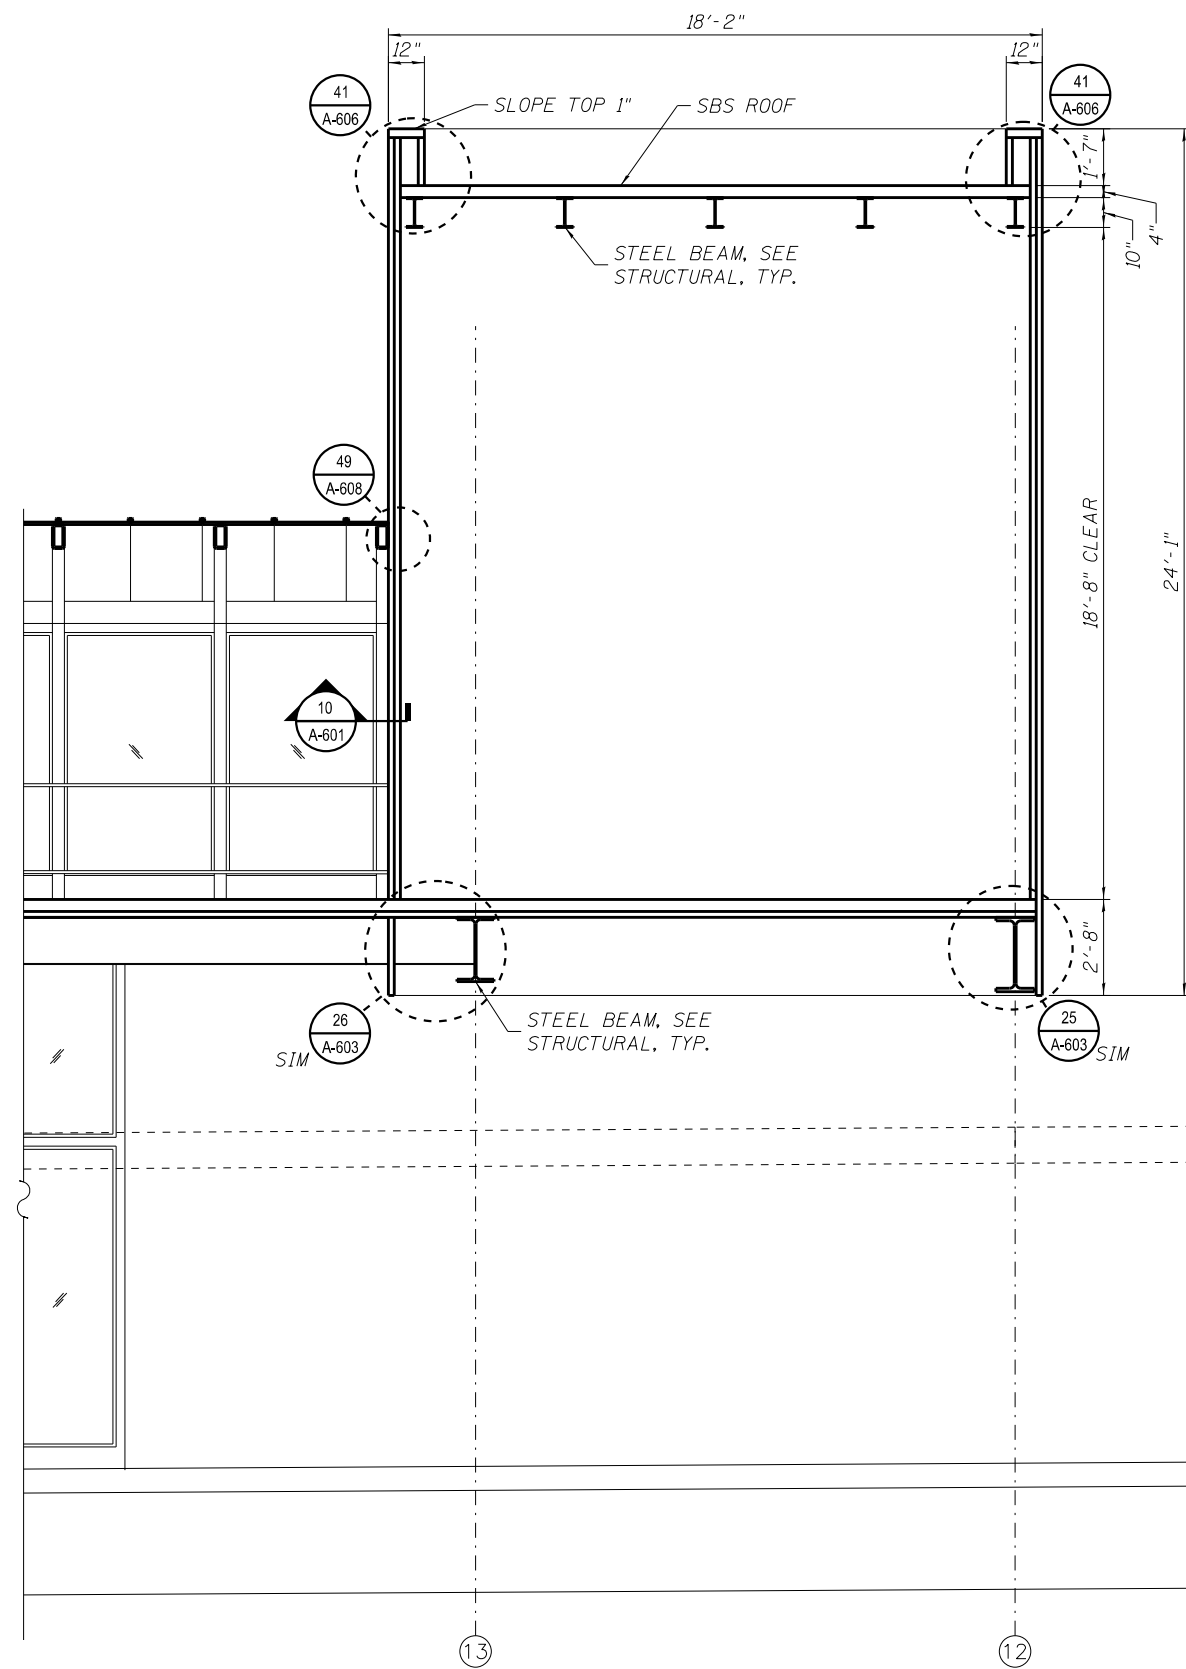 18'-2"
12"
12"
41
A-606
41
A-606
SLOPE TOP 1"
SBS ROOF
1'-7"
4"
10"
STEEL BEAM, SEE
STRUCTURAL, TYP.
49
A-608
18'-8" CLEAR
24'-1"
10
A-601
2'-8"
26
A-603
SIM
STEEL BEAM, SEE
STRUCTURAL, TYP.
25
A-603
SIM
13
12